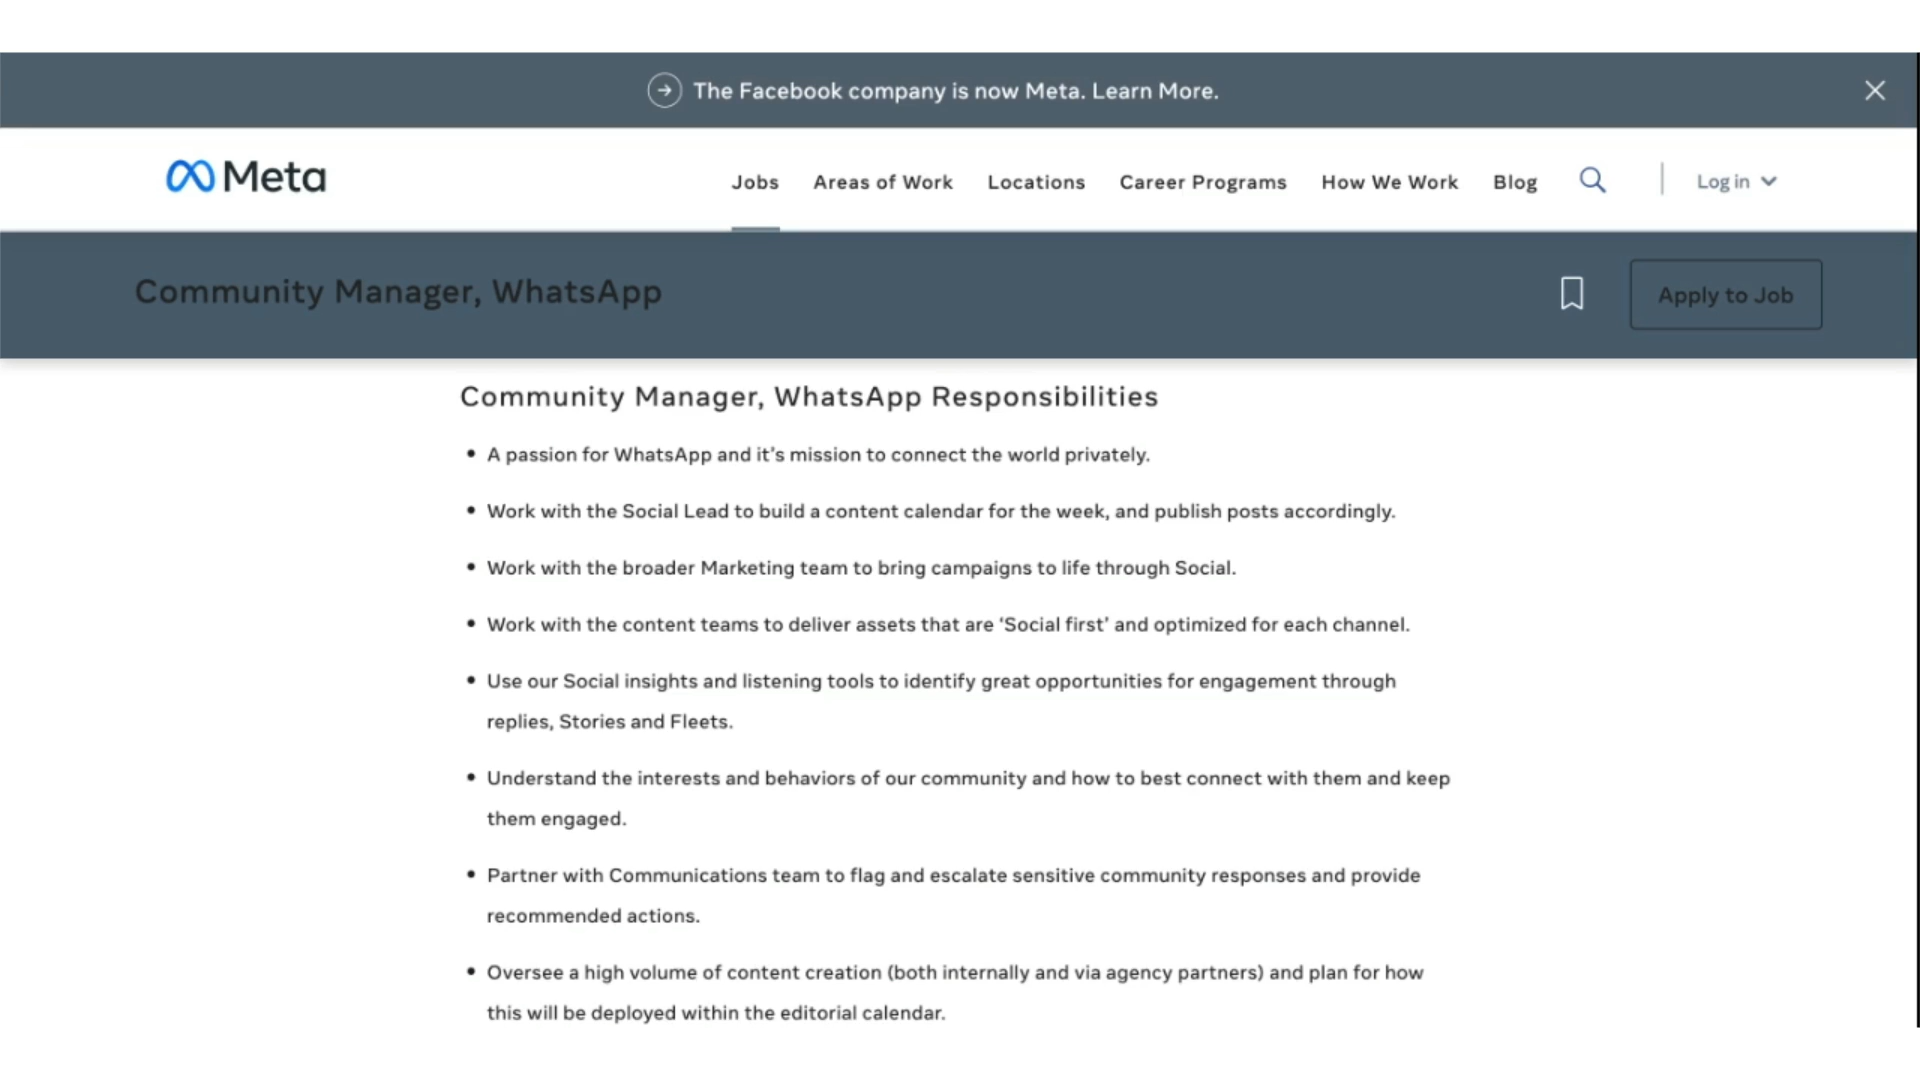 The Facebook company is now Meta. Learn More.
Meta
Jobs Areas of Work Locations Career Programs How We Work Blog Log in
Community Manager, WhatsApp
Apply to Job
Community Manager, WhatsApp Responsibilities
• A passion for WhatsApp and it's mission to connect the world privately.
• Work with the Social Lead to build a content calendar for the week, and publish posts accordingly.
• Work with the broader Marketing team to bring campaigns to life through Social.
• Work with the content teams to deliver assets that are ‘Social first’ and optimized for each channel.
• Use our Social insights and listening tools to identify great opportunities for engagement through
replies, Stories and Fleets.
• Understand the interests and behaviors of our community and how to best connect with them and keep
them engaged.
• Partner with Communications team to flag and escalate sensitive community responses and provide
recommended actions.
• Oversee a high volume of content creation (both internally and via agency partners) and plan for how
this will be deployed within the editorial calendar.